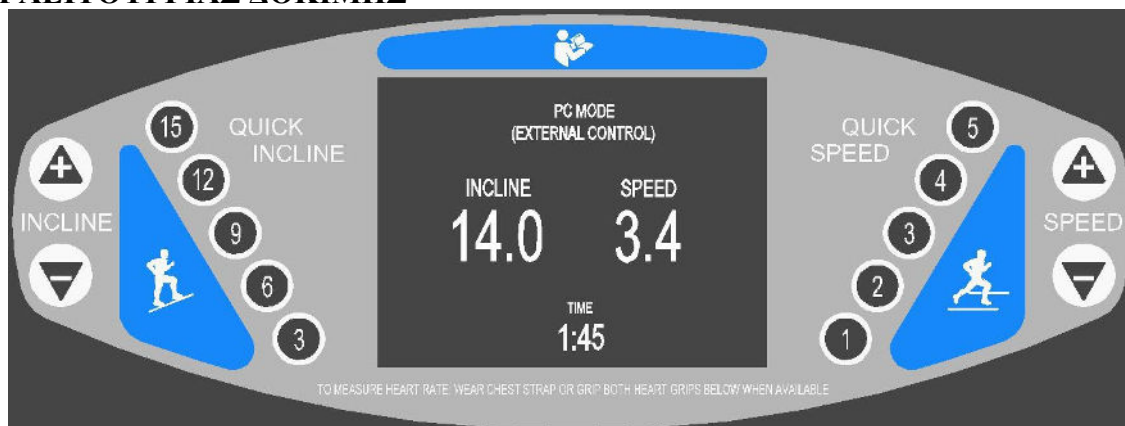 ΔΟΚΙΜΗΣ
PC MODE
(EXTERNAL CONTROL)
15
QUICK
INCLINE
12
9
6
3
INCLINE
INCLINE
14.0
SPEED
3.4
TIME
1:45
QUICK
SPEED
5
4
3
2
1
SPEED
TO MEASURE HEART RATE, WEAR CHEST STRAP OR GRIP BOTH HEART GRIPS BELOW WHEN AVAILABLE